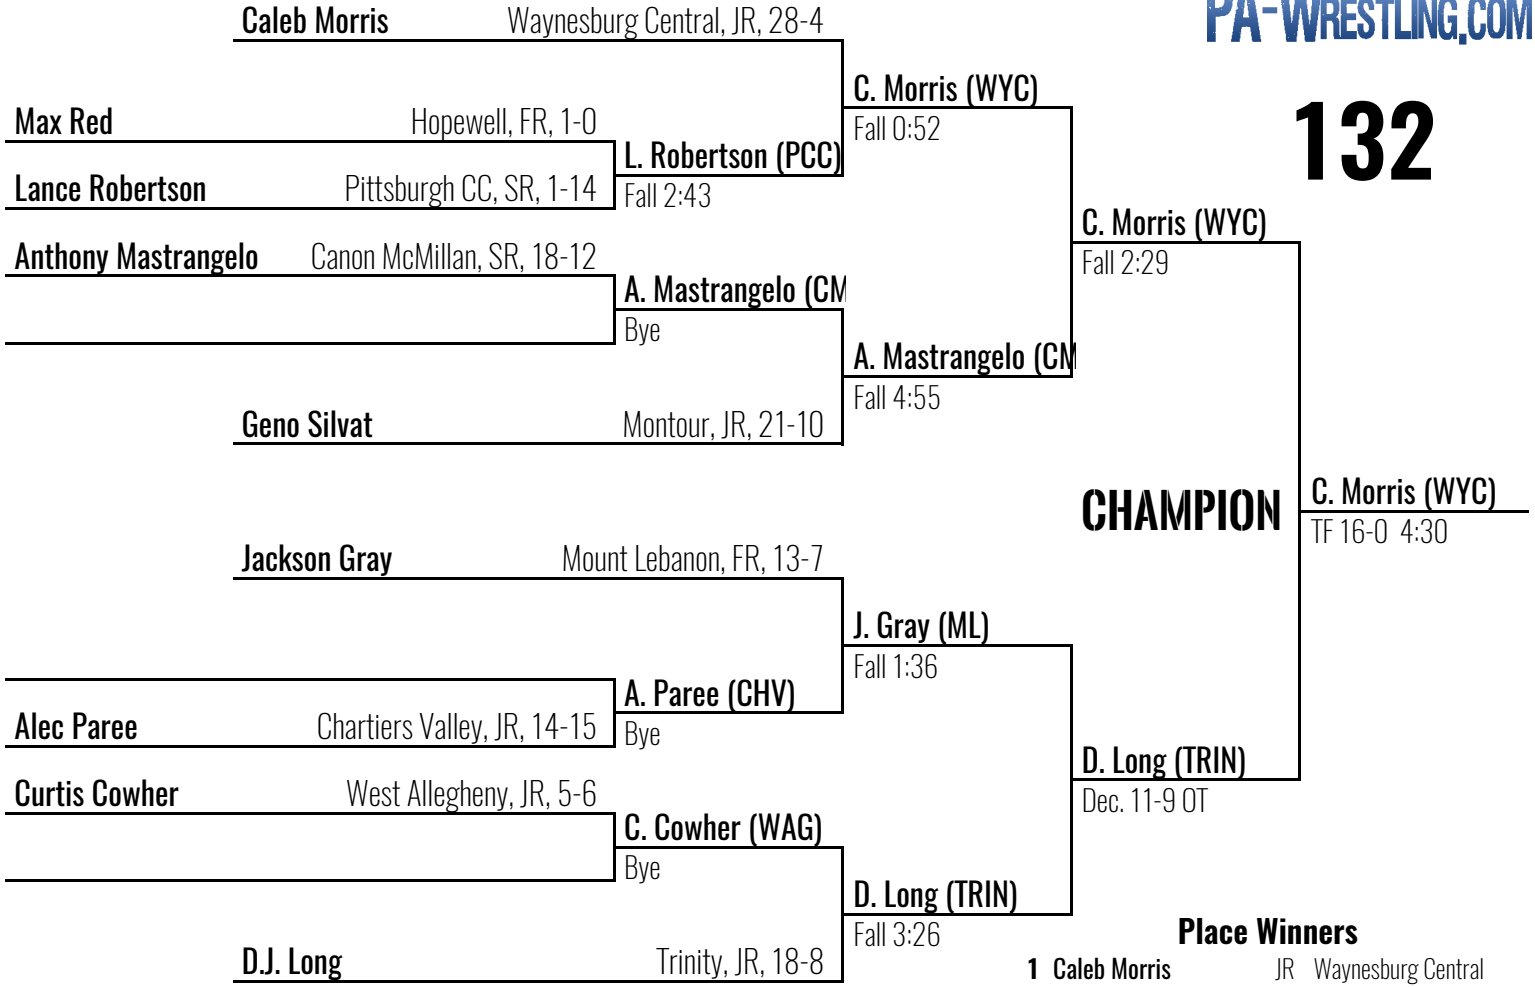 Caleb Morris Waynesburg Central, JR, 28-4
PA-WRESTLING.COM
C. Morris (WYC)
Fall 0:52
132
Max Red Hopewell, FR, 1-0
L. Robertson (PCC)
Fall 2:43
Lance Robertson Pittsburgh CC, SR, 1-14
C. Morris (WYC)
Fall 2:29
Anthony Mastrangelo Canon McMillan, SR, 18-12
A. Mastrangelo (CM
Bye
A. Mastrangelo (CM
Fall 4:55
Geno Silvat Montour, JR, 21-10
CHAMPION
C. Morris (WYC)
TF 16-0 4:30
Jackson Gray Mount Lebanon, FR, 13-7
J. Gray (ML)
Fall 1:36
A. Paree (CHV)
Bye
Alec Paree Chartiers Valley, JR, 14-15
D. Long (TRIN)
Dec. 11-9 OT
Curtis Cowher West Allegheny, JR, 5-6
C. Cowher (WAG)
Bye
D. Long (TRIN)
Fall 3:26
D.J. Long Trinity, JR, 18-8
Place Winners
1 Caleb Morris JR Waynesburg Central